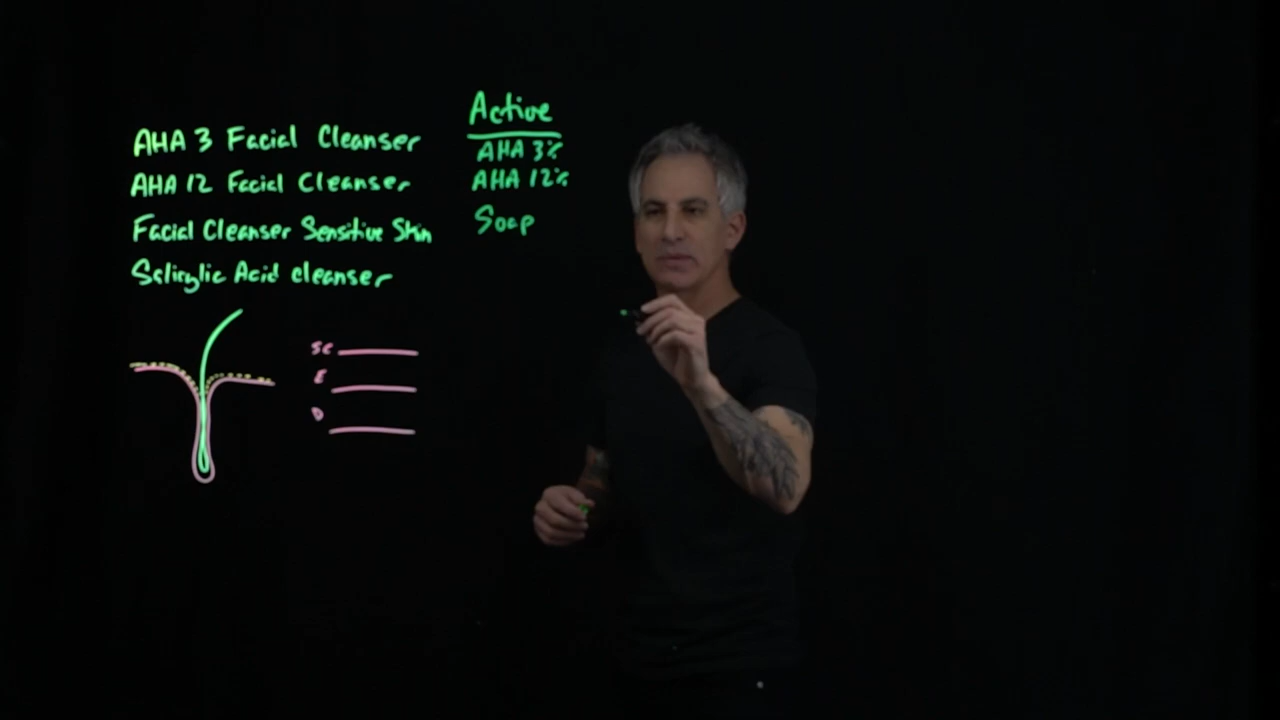 Active
AHA 3 Facial Cleanser
AHA 3%
AHA 12 Facial Cleanser
AHA 12%
Facial Cleanser Sensitive Skin
Soap
Salicylic Acid cleanser
SC
E
D